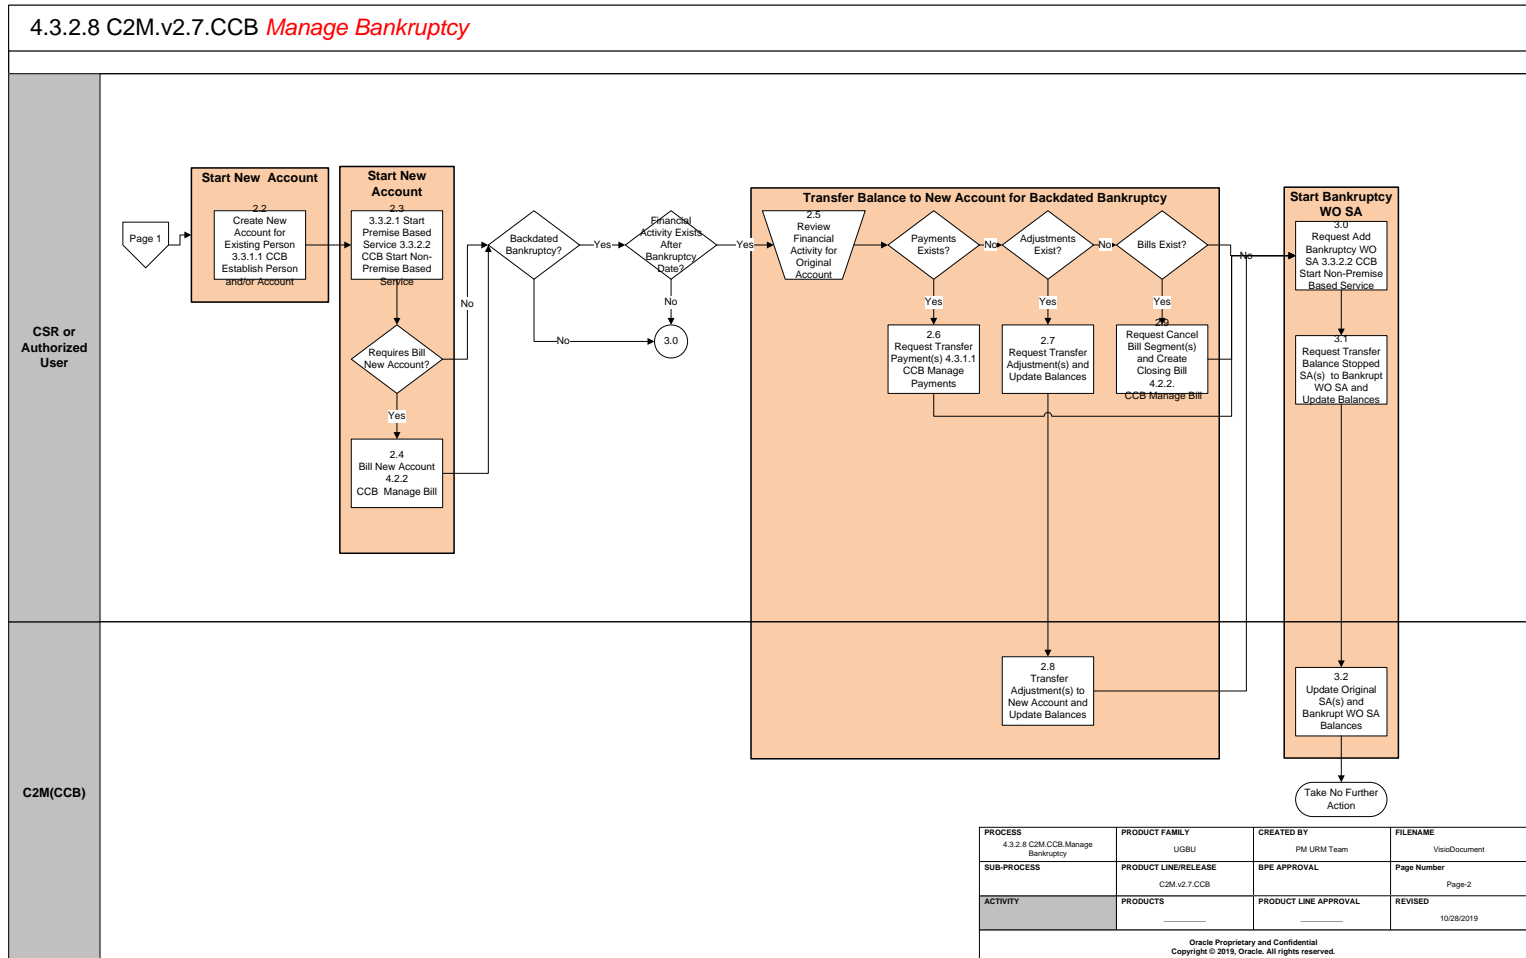 4.3.2.8 C2M.v2.7.CCB Manage Bankruptcy
CSR or
Authorized
User
Page 1
Start New Account
2.2
Create New
Account for
Existing Person
3.3.1.1 CCB
Establish Person
and/or Account
Start New
Account
2.3
3.3.2.1 Start
Premise Based
Service 3.3.2.2
CCB Start Non-
Premise Based
Service
Requires Bill
New Account?
No
Yes
2.4
Bill New Account
4.2.2
CCB Manage Bill
Backdated
Bankruptcy?
Yes
No
Financial
Activity Exists
After
Bankruptcy
Date?
Yes
No
3.0
Transfer Balance to New Account for Backdated Bankruptcy
2.5
Review
Financial
Activity for
Original
Account
Payments
Exists?
No
Yes
Adjustments
Exist?
No
Yes
Bills Exist?
No
Yes
2.6
Request Transfer
Payment(s) 4.3.1.1
CCB Manage
Payments
2.7
Request Transfer
Adjustment(s) and
Update Balances
2.9
Request Cancel
Bill Segment(s)
and Create
Closing Bill
4.2.2.
CCB Manage Bill
Start Bankruptcy
WO SA
3.0
Request Add
Bankruptcy WO
SA 3.3.2.2 CCB
Start Non-Premise
Based Service
3.1
Request Transfer
Balance Stopped
SA(s) to Bankrupt
WO SA and
Update Balances
C2M(CCB)
2.8
Transfer
Adjustment(s) to
New Account and
Update Balances
3.2
Update Original
SA(s) and
Bankrupt WO SA
Balances
Take No Further
Action
PROCESS
4.3.2.8 C2M.CCB.Manage
Bankruptcy
PRODUCT FAMILY
UGBU
CREATED BY
PM URM Team
FILENAME
VisioDocument
SUB-PROCESS
PRODUCT LINE/RELEASE
C2M.v2.7.CCB
BPE APPROVAL
Page Number
Page-2
ACTIVITY
PRODUCTS
PRODUCT LINE APPROVAL
REVISED
10/28/2019
Oracle Proprietary and Confidential
Copyright © 2019, Oracle. All rights reserved.